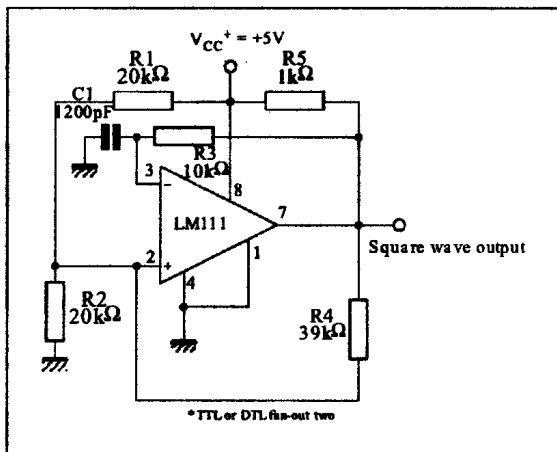 V_CC+ = +5V
R1
20kΩ
R5
1kΩ
C1
1200pF
R3
10kΩ
3
8
7
LM111
Square wave output
2
1
4
R2
20kΩ
R4
39kΩ
*TTL or DTL fan-out two